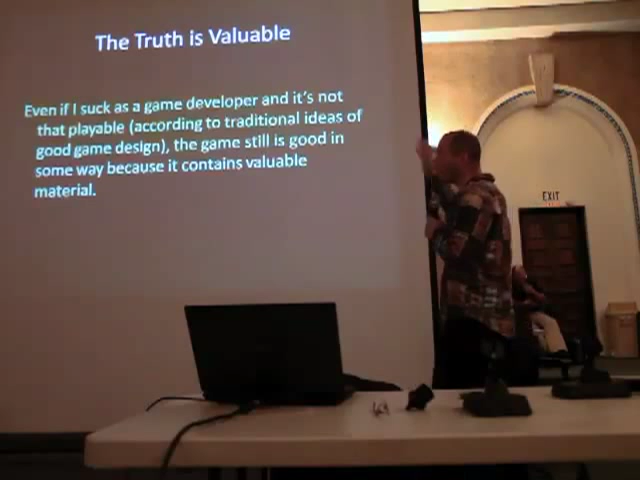 The Truth is Valuable
Even if I suck as a game developer and it's not
that playable (according to traditional ideas of
good game design), the game still is good in
some way because it contains valuable
material.
EXIT